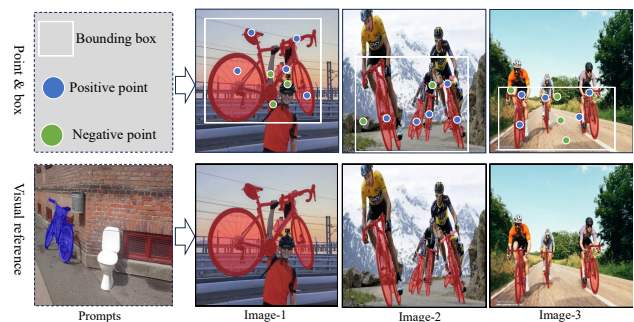 Point & box
Bounding box
Positive point
Negative point
Visual reference
Prompts
Image-1
Image-2
Image-3